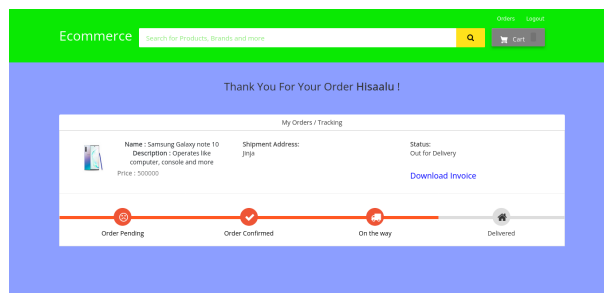 Orders Logout
Ecommerce Search for Products, Brands and more Cart
Thank You For Your Order Hisaalu !
My Orders / Tracking
Name : Samsung Galaxy note 10
Description : Operates like
computer, console and more
Price : 500000
Shipment Address:
Jinja
Status:
Out for Delivery
Download Invoice
Order Pending Order Confirmed On the way Delivered